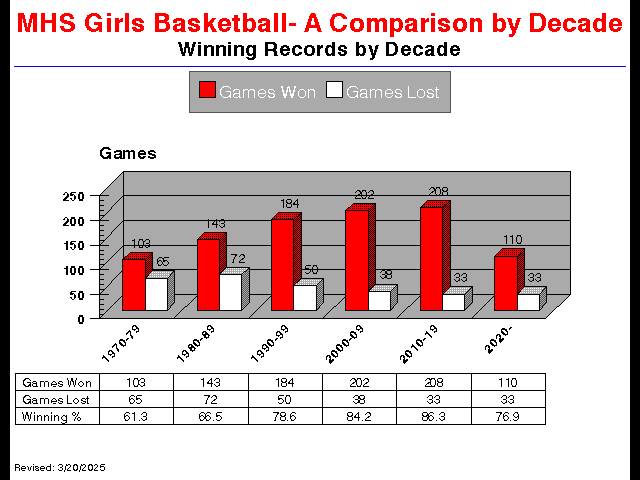 MHS Girls Basketball- A Comparison by Decade
Winning Records by Decade
Games Won Games Lost
Games
250
200
150
100
50
0
103 65 143 72 184 50 202 38 208 33 110 33
1970-79 1980-89 1990-99 2000-09 2010-19 2020-
Games Won 103 143 184 202 208 110
Games Lost 65 72 50 38 33 33
Winning % 61.3 66.5 78.6 84.2 86.3 76.9
Revised: 3/20/2025